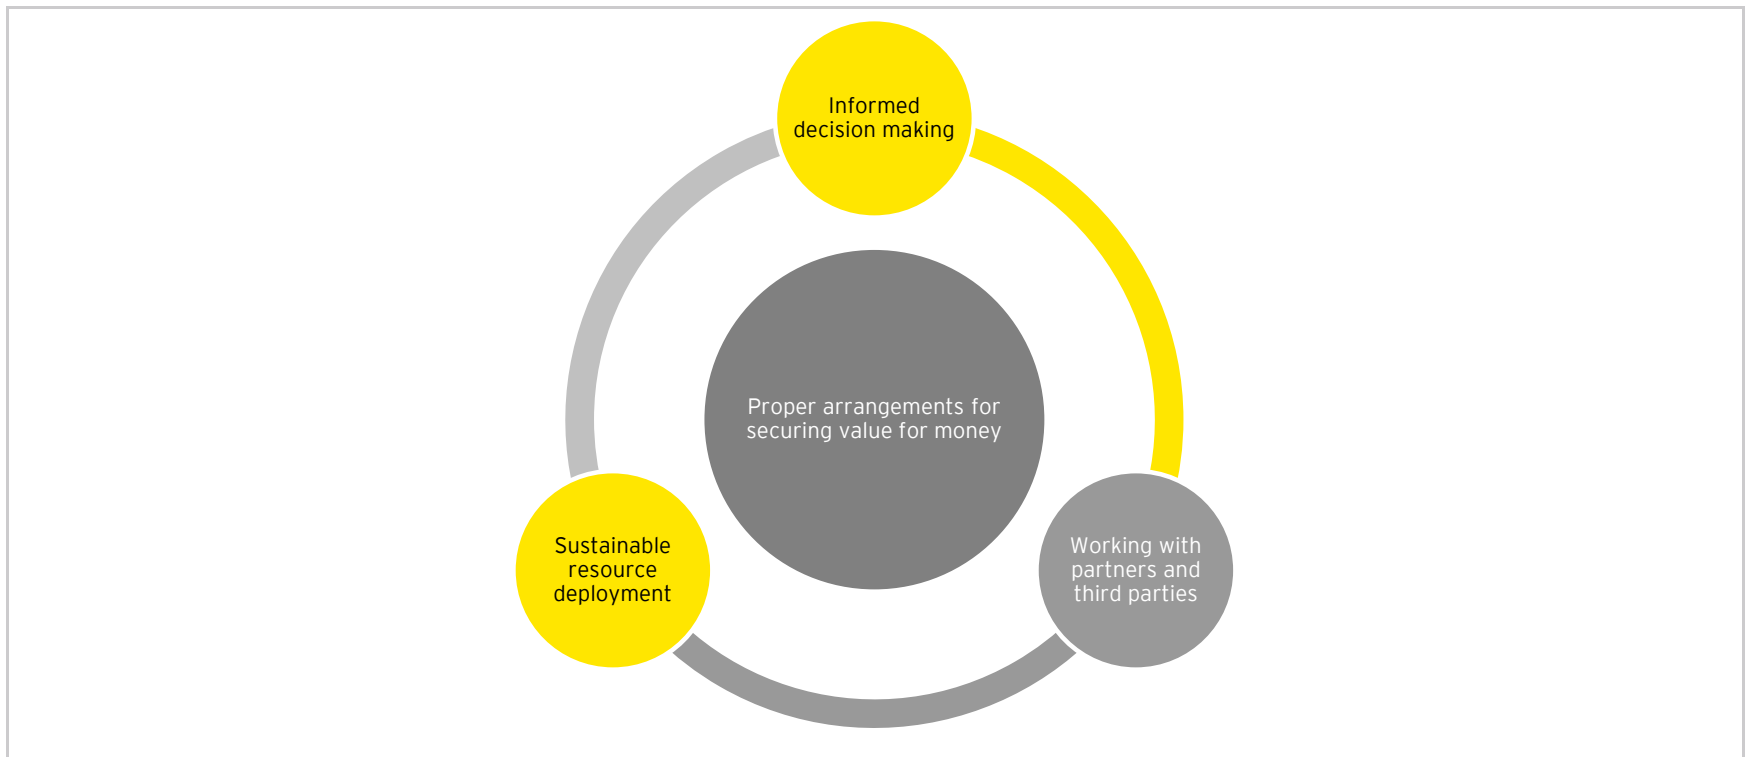 Informed
decision making
Proper arrangements for
securing value for money
Sustainable
resource
deployment
Working with
partners and
third parties